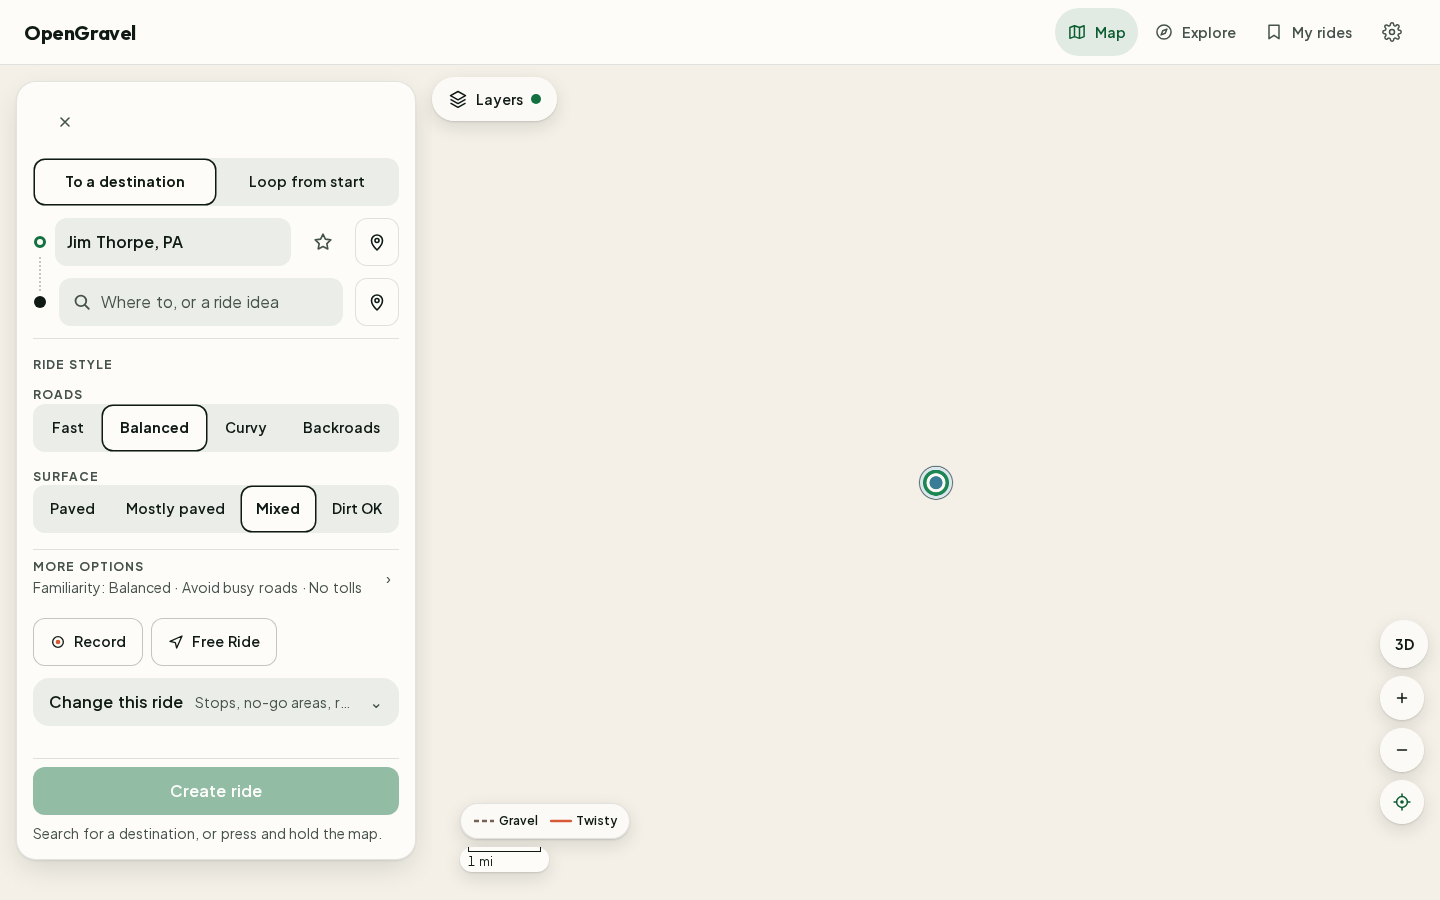 OpenGravel
Map
Explore
My rides
Layers
To a destination
Loop from start
Jim Thorpe, PA
Where to, or a ride idea
RIDE STYLE
ROADS
Fast
Balanced
Curvy
Backroads
SURFACE
Paved
Mostly paved
Mixed
Dirt OK
MORE OPTIONS
Familiarity: Balanced · Avoid busy roads · No tolls
Record
Free Ride
Change this ride
Stops, no-go areas, r...
Create ride
Search for a destination, or press and hold the map.
3D
Gravel
Twisty
1 mi